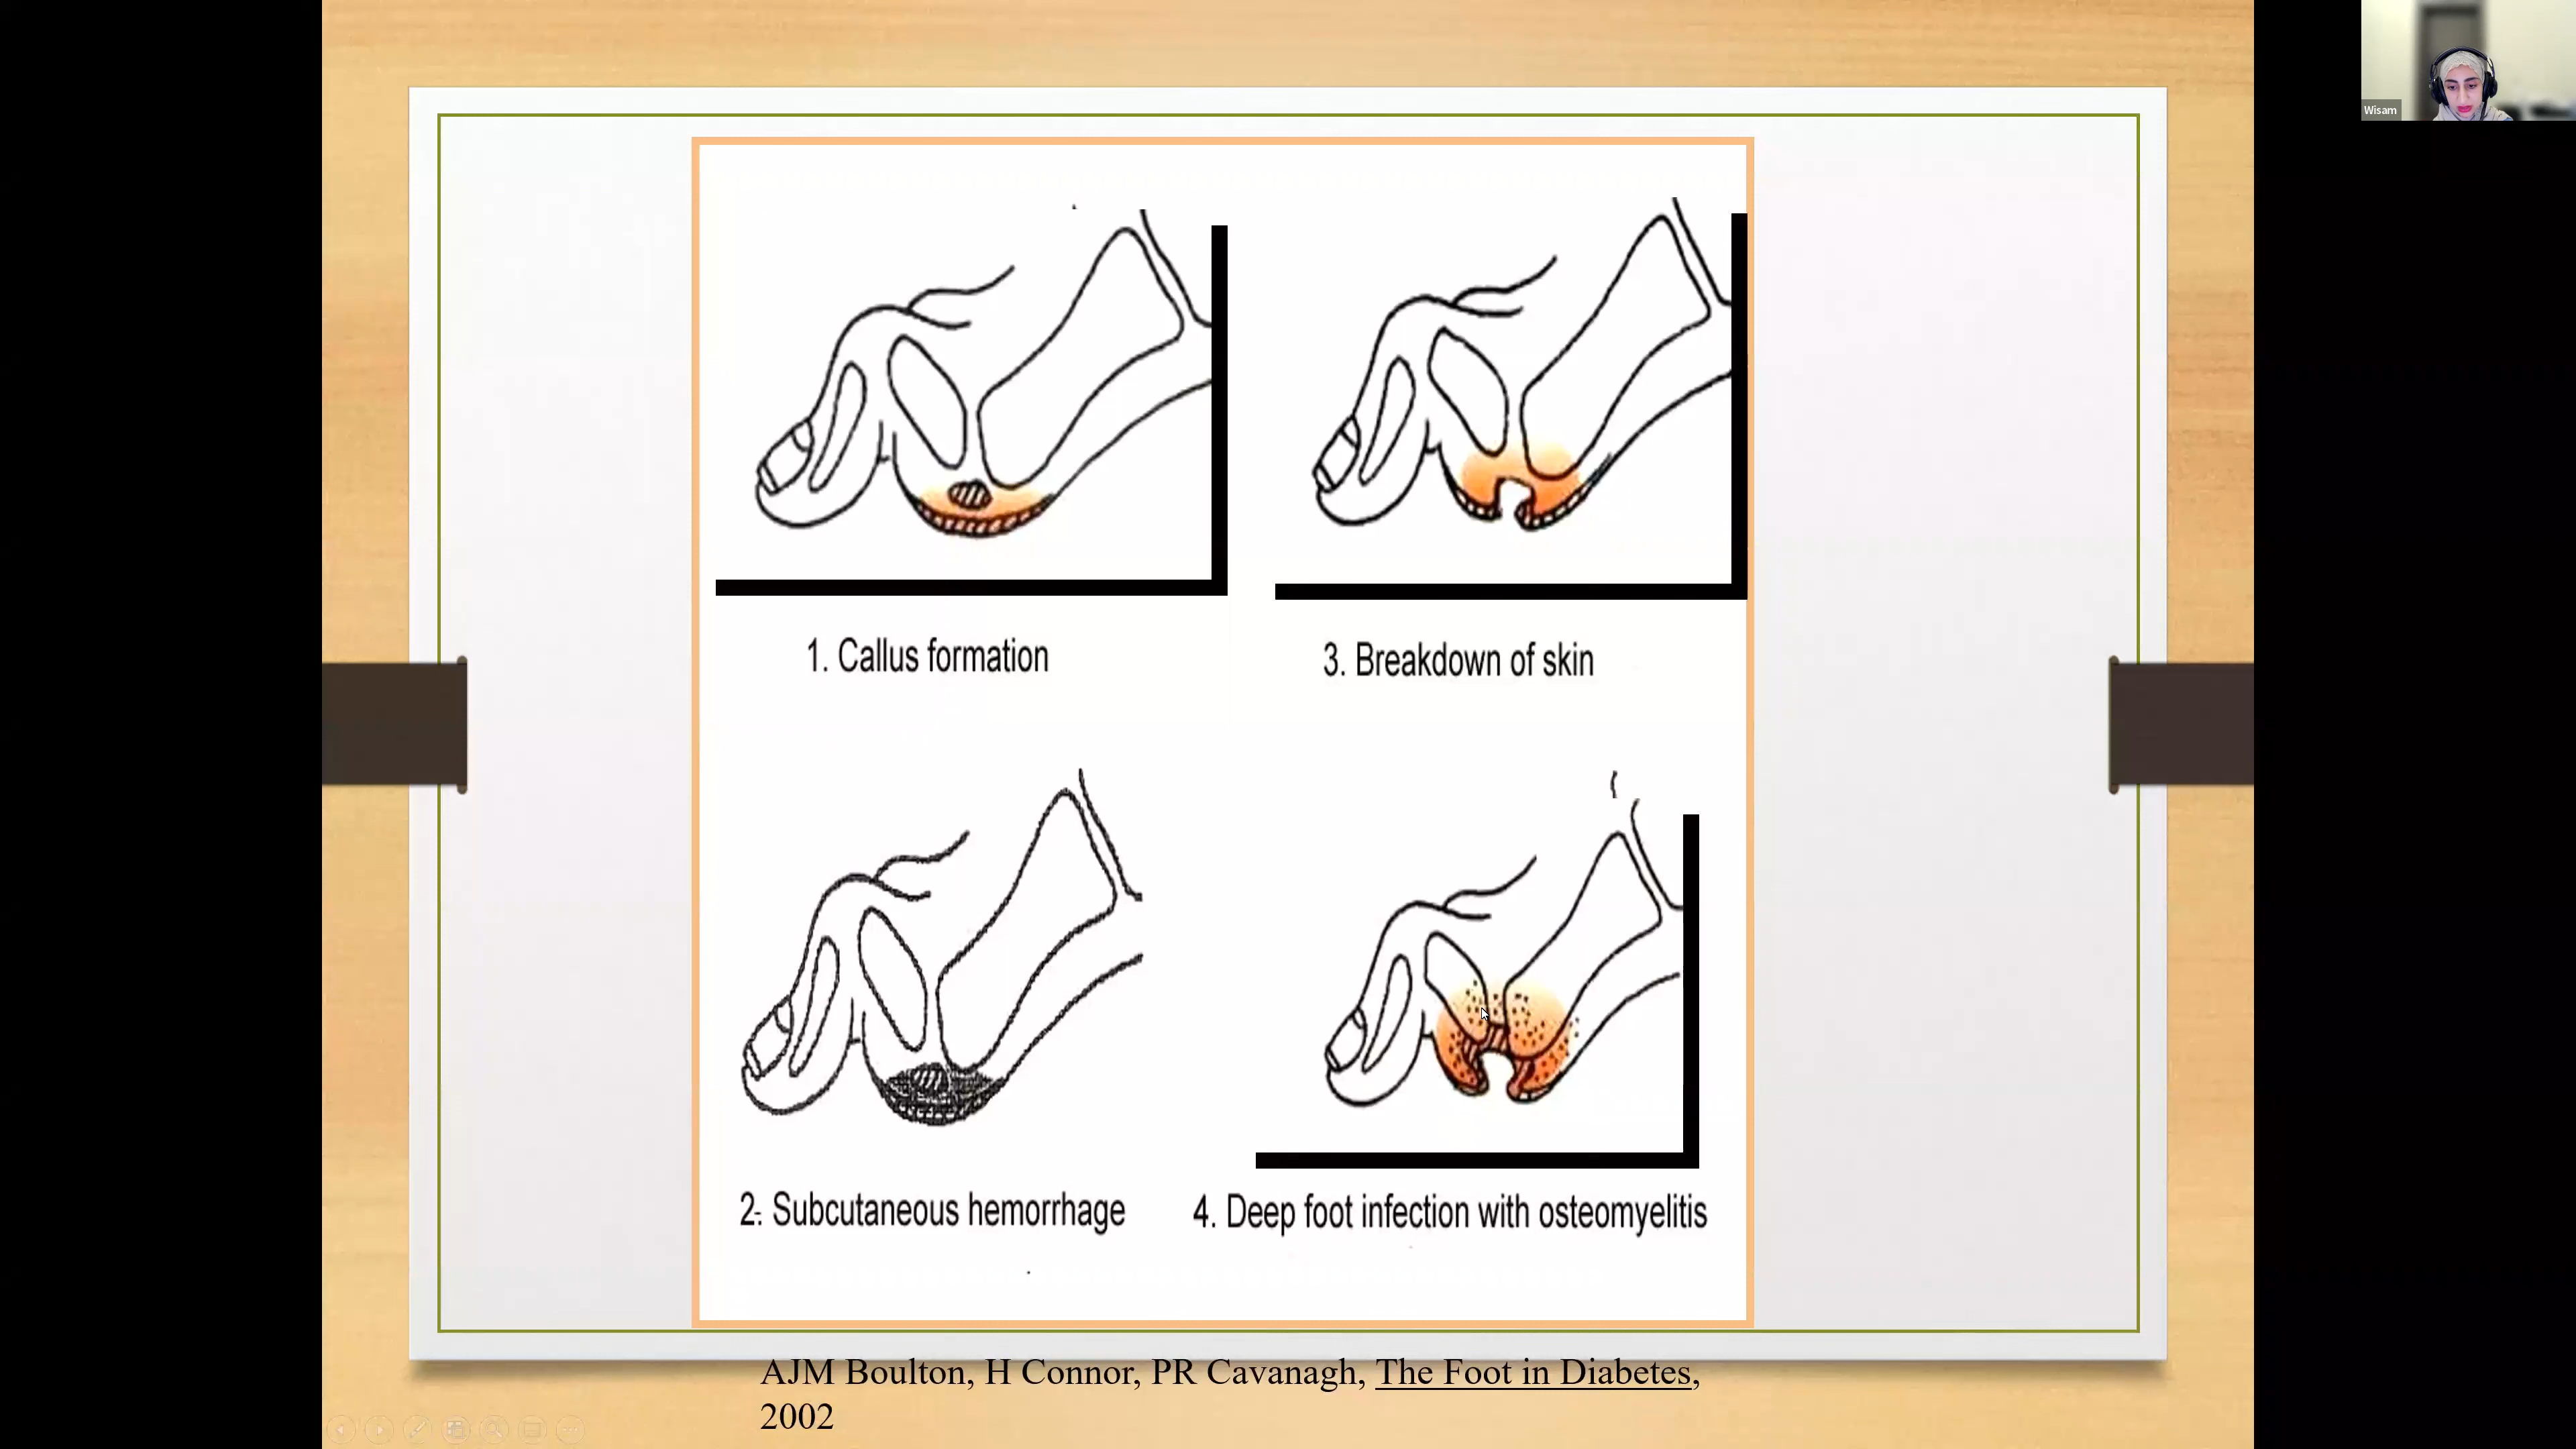 Wisam
1. Callus formation
3. Breakdown of skin
2. Subcutaneous hemorrhage
4. Deep foot infection with osteomyelitis
AJM Boulton, H Connor, PR Cavanagh, The Foot in Diabetes,
2002